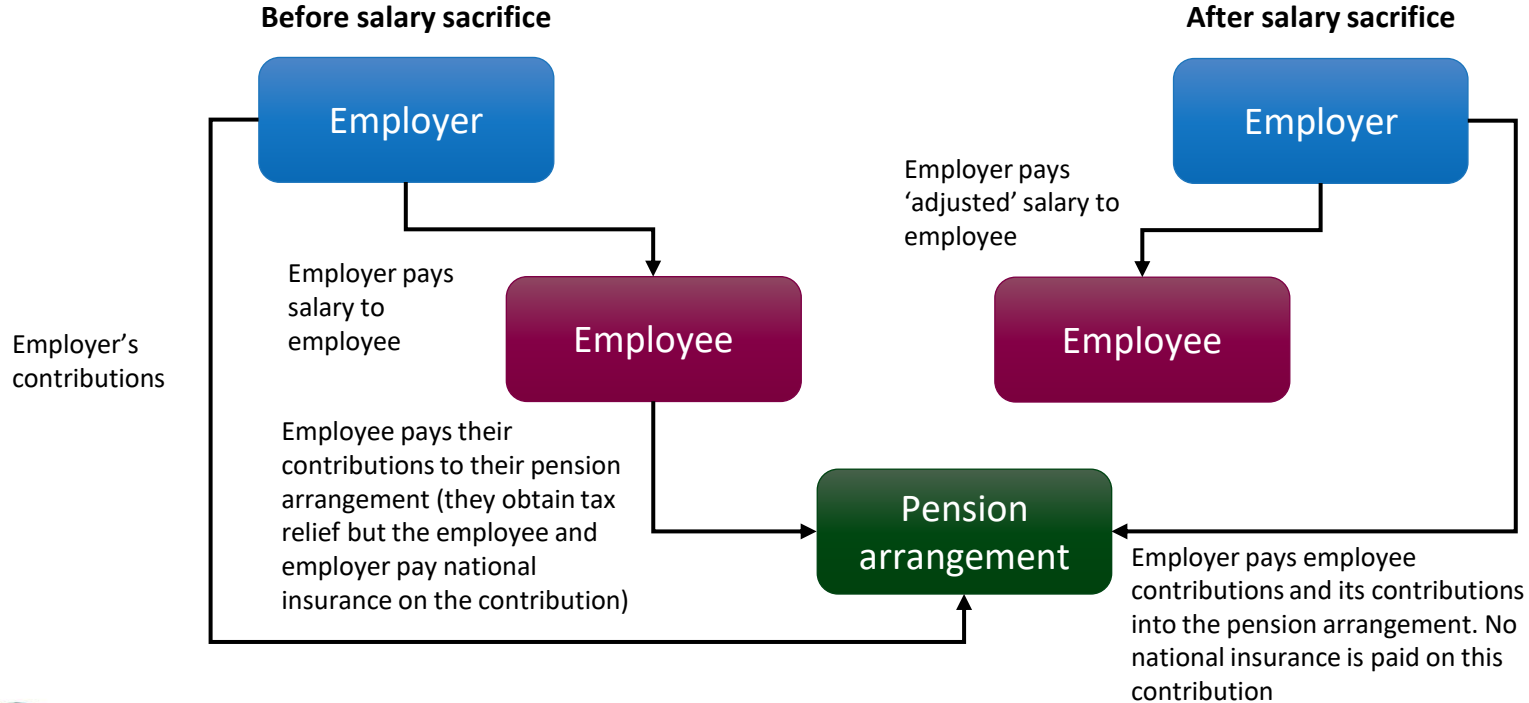 Before salary sacrifice
Employer
Employer pays
salary to
employee
Employee
Employer's
contributions
Employee pays their
contributions to their pension
arrangement (they obtain tax
relief but the employee and
employer pay national
insurance on the contribution)
After salary sacrifice
Employer
Employer pays
‘adjusted’ salary to
employee
Employee
Pension
arrangement
Employer pays employee
contributions and its contributions
into the pension arrangement. No
national insurance is paid on this
contribution